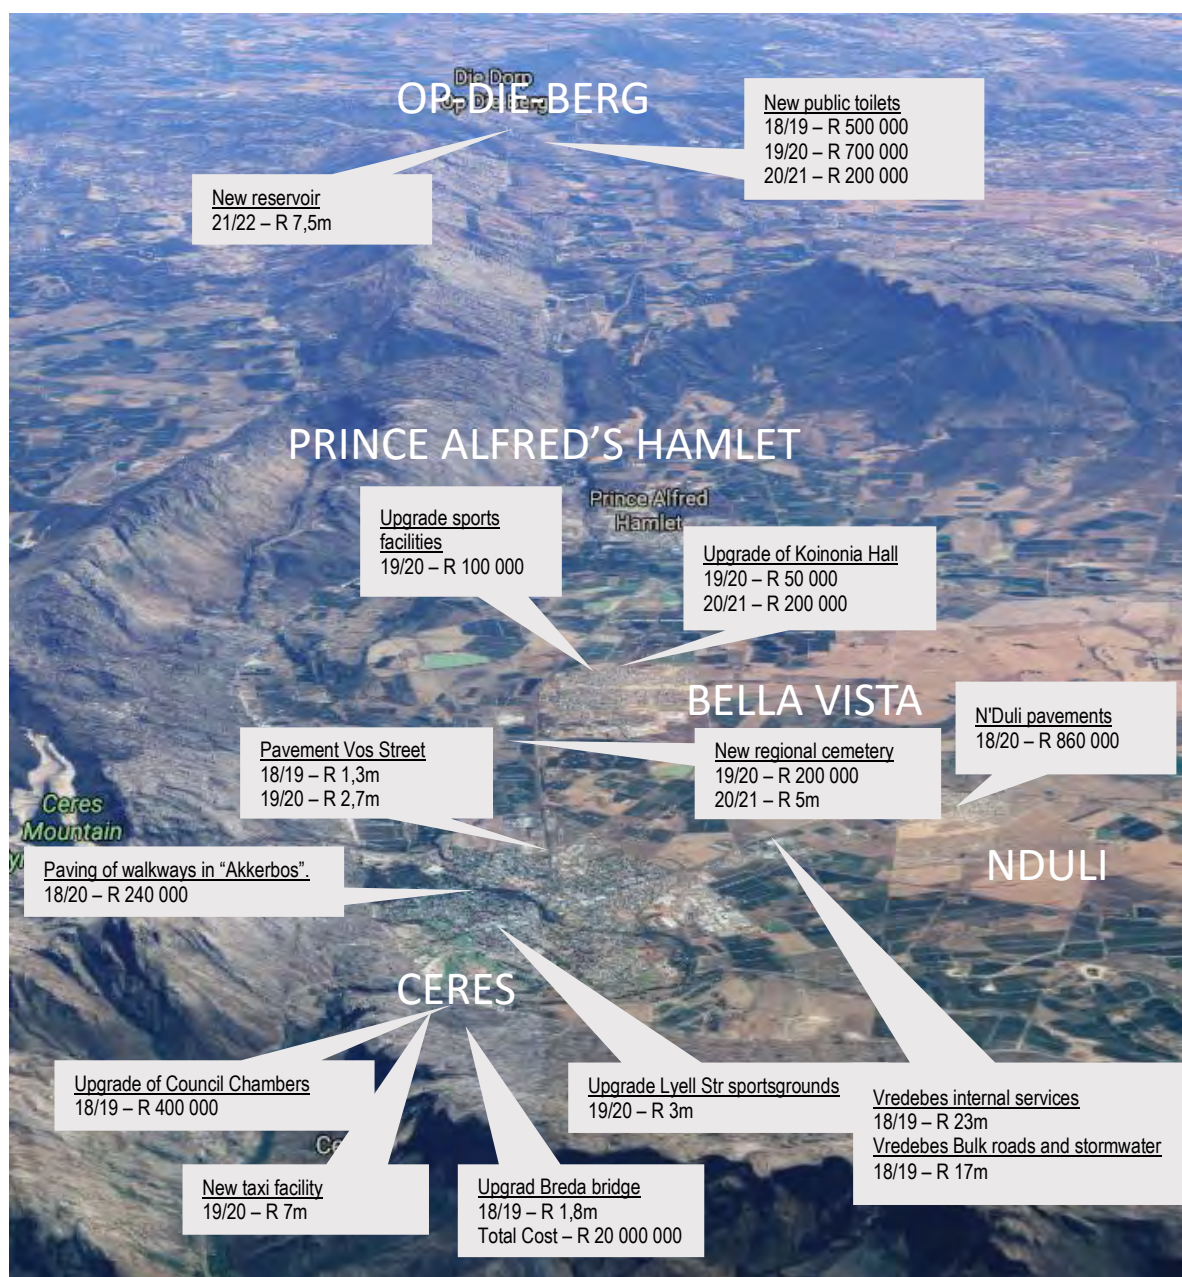 Die Dorp
Op-Die-Berg
OP-DIE-BERG
New public toilets
18/19 – R 500 000
19/20 – R 700 000
20/21 – R 200 000
New reservoir
21/22 – R 7,5m
PRINCE ALFRED’S HAMLET
Prince Alfred
Hamlet
Upgrade sports
facilities
19/20 – R 100 000
Upgrade of Koinonia Hall
19/20 – R 50 000
20/21 – R 200 000
BELLA VISTA
N'Duli pavements
18/20 – R 860 000
Pavement Vos Street
18/19 – R 1,3m
19/20 – R 2,7m
New regional cemetery
19/20 – R 200 000
20/21 – R 5m
Ceres
Mountain
NDULI
Paving of walkways in “Akkerbos”.
18/20 – R 240 000
CERES
Upgrade of Council Chambers
18/19 – R 400 000
Upgrade Lyell Str sportsgrounds
19/20 – R 3m
Vredebes internal services
18/19 – R 23m
Vredebes Bulk roads and stormwater
18/19 – R 17m
New taxi facility
19/20 – R 7m
Upgrad Breda bridge
18/19 – R 1,8m
Total Cost – R 20 000 000